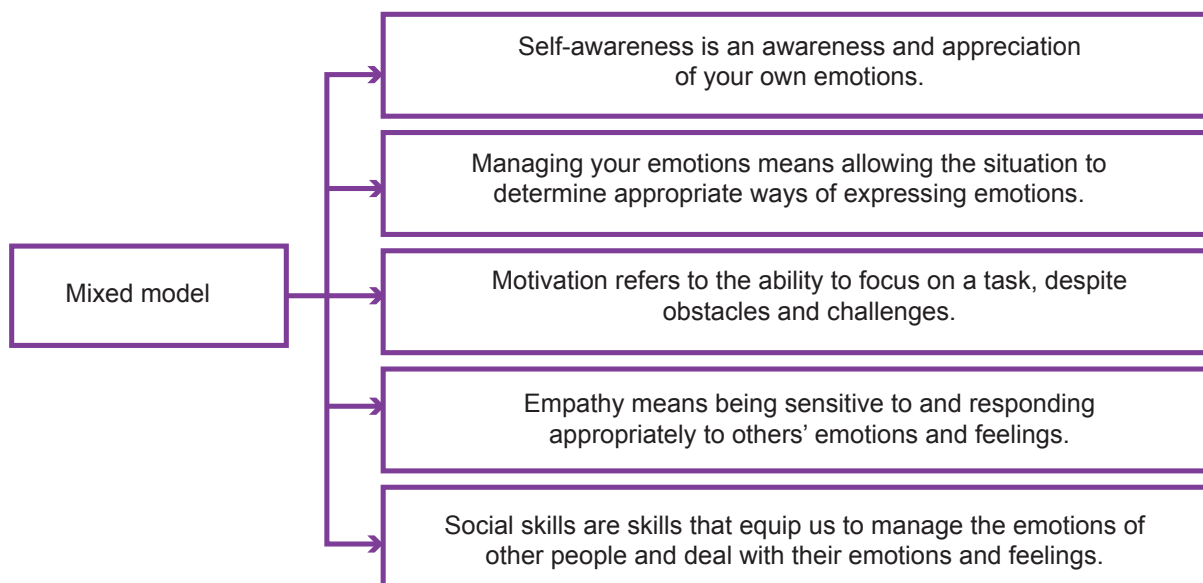 Self-awareness is an awareness and appreciation
of your own emotions.
Managing your emotions means allowing the situation to
determine appropriate ways of expressing emotions.
Mixed model
Motivation refers to the ability to focus on a task, despite
obstacles and challenges.
Empathy means being sensitive to and responding
appropriately to others’ emotions and feelings.
Social skills are skills that equip us to manage the emotions of
other people and deal with their emotions and feelings.